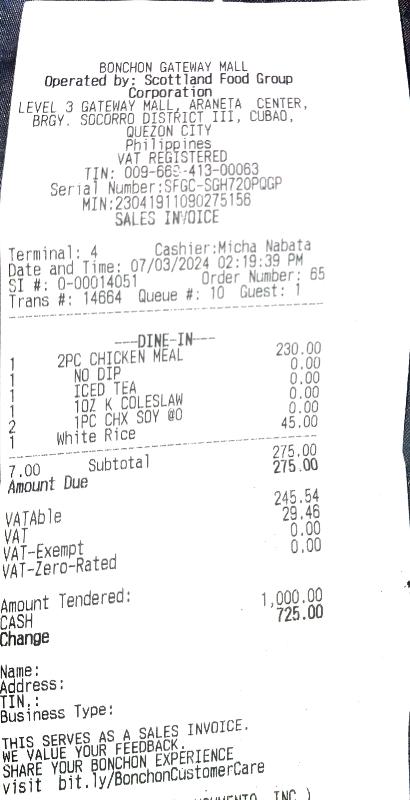 BONCHON GATEWAY MALL
Operated by: Scottland Food Group
Corporation
LEVEL 3 GATEWAY MALL, ARANETA CENTER,
BRGY. SOCORRO DISTRICT III, CUBAO,
QUEZON CITY
Philippines
VAT REGISTERED
TIN: 009-669-413-00063
Serial Number:SFGC-SGH720PQGP
MIN:23041911090275156
SALES INVOICE
Terminal: 4 Cashier:Micha Nabata
Date and Time: 07/03/2024 02:19:39 PM
SI #: 0-00014051 Order Number: 65
Trans #: 14664 Queue #: 10 Guest: 1
----DINE-IN----
1 2PC CHICKEN MEAL 230.00
1 NO DIP 0.00
1 ICED TEA 0.00
1 1OZ K COLESLAW 0.00
2 1PC CHX SOY @0 0.00
1 White Rice 45.00
7.00 Subtotal 275.00
Amount Due 275.00
VATAble 245.54
VAT 29.46
VAT-Exempt 0.00
VAT-Zero-Rated 0.00
Amount Tendered:
CASH 1,000.00
Change 725.00
Name:
Address:
TIN.:
Business Type:
THIS SERVES AS A SALES INVOICE.
WE VALUE YOUR FEEDBACK.
SHARE YOUR BONCHON EXPERIENCE
visit bit.ly/BonchonCustomerCare
INC.)